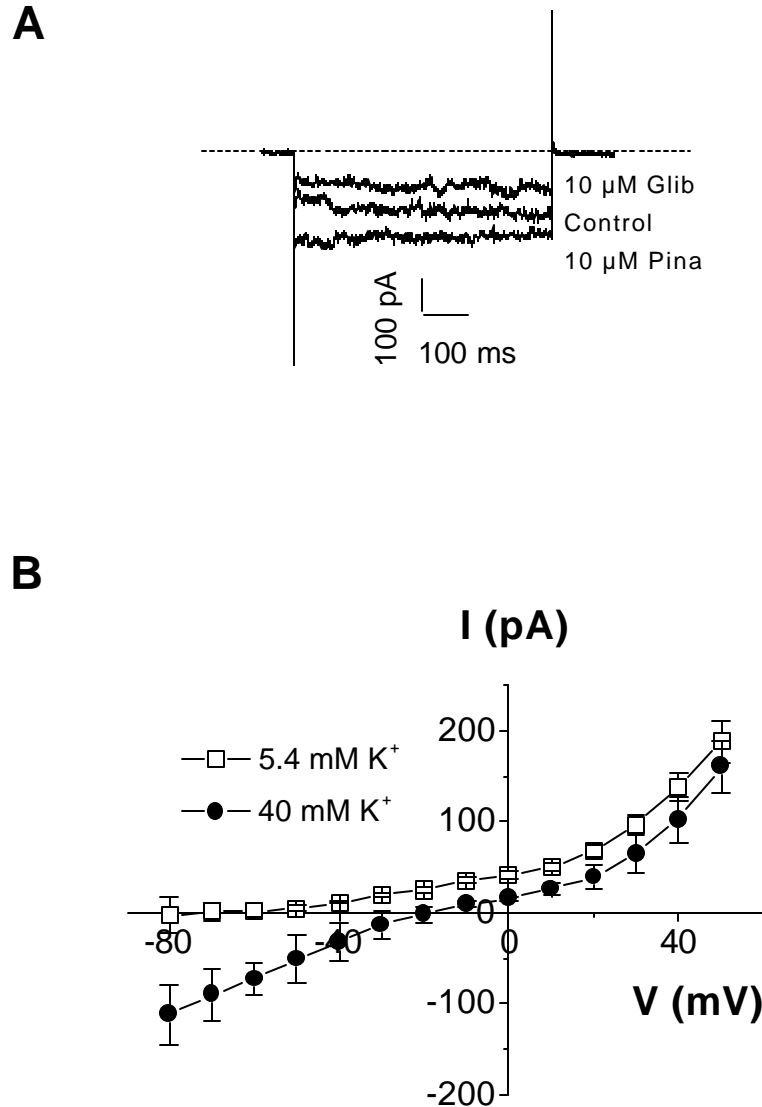 A
10 µM Glib
Control
10 µM Pina
100 pA
100 ms
B
I (pA)
5.4 mM K⁺
40 mM K⁺
200
100
0
-80
-40
0
40
-100
V (mV)
-200